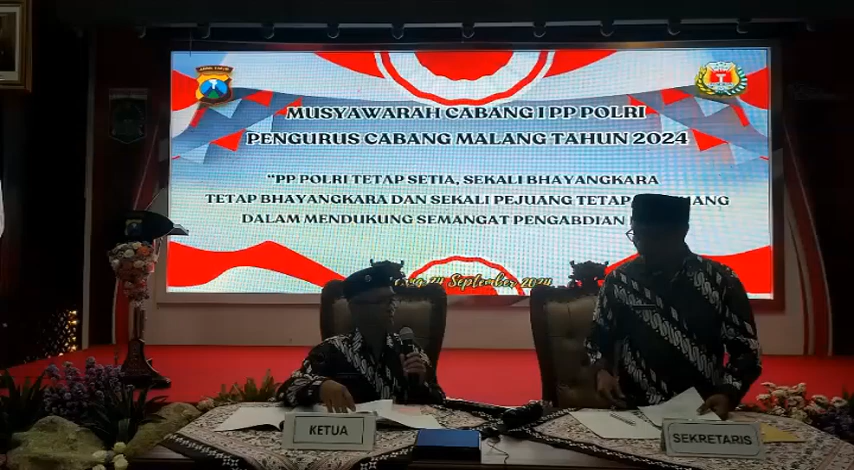 MUSYAWARAH CABANG I PP POLRI
PENGURUS CABANG MALANG TAHUN 2024
"PP POLRI TETAP SETIA, SEKALI BHAYANGKARA
TETAP BHAYANGKARA DAN SEKALI PEJUANG TETAP
DALAM MENDUKUNG SEMANGAT PENGABDIAN
24 September 2024
KETUA
SEKRETARIS